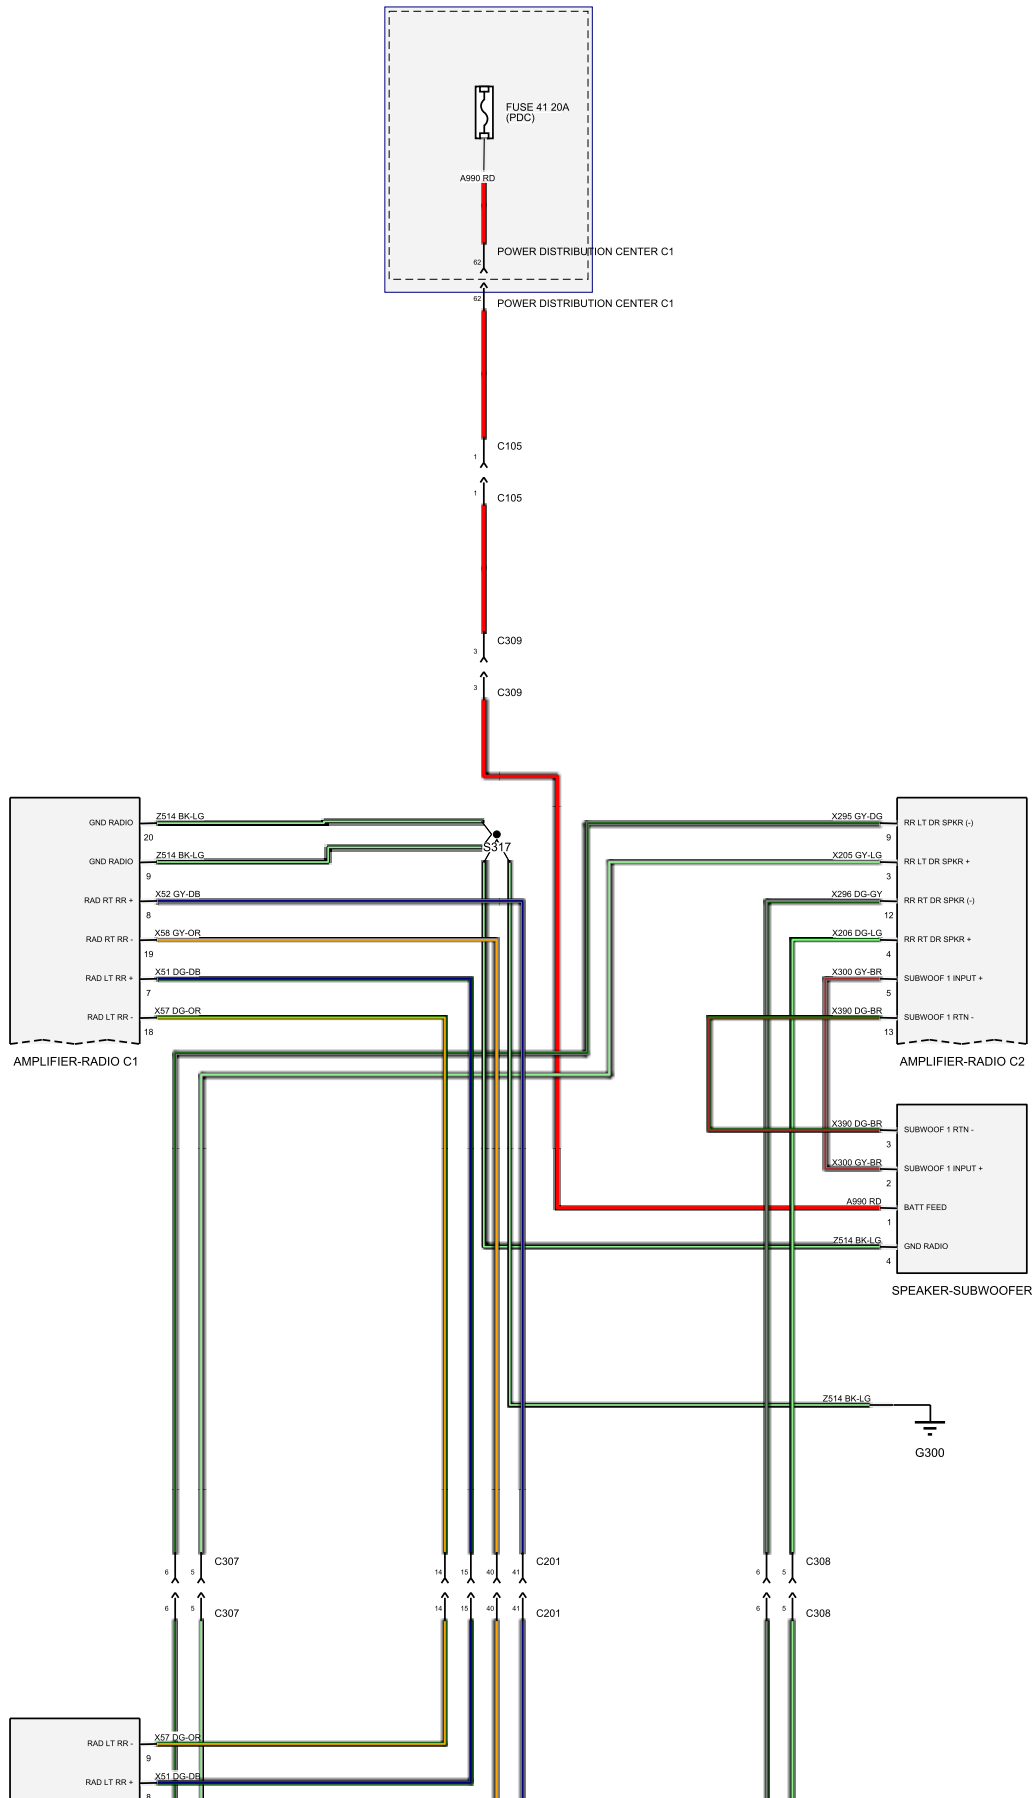 FUSE 41 20A
(PDC)
A990 RD
POWER DISTRIBUTION CENTER C1
62
62
POWER DISTRIBUTION CENTER C1
C105
1
1
C105
C309
3
3
C309
GND RADIO
Z514 BK-LG
20
GND RADIO
Z514 BK-LG
9
RAD RT RR +
X52 GY-DB
8
RAD RT RR -
X58 GY-OR
19
RAD LT RR +
X51 DG-DB
7
RAD LT RR -
X57 DG-OR
18
AMPLIFIER-RADIO C1
S317
X295 GY-DG
RR LT DR SPKR (-)
9
X205 GY-LG
RR LT DR SPKR +
3
X296 DG-GY
RR RT DR SPKR (-)
12
X206 DG-LG
RR RT DR SPKR +
4
X300 GY-BR
SUBWOOF 1 INPUT +
5
X390 DG-BR
SUBWOOF 1 RTN -
13
AMPLIFIER-RADIO C2
X390 DG-BR
SUBWOOF 1 RTN -
3
X300 GY-BR
SUBWOOF 1 INPUT +
2
A990 RD
BATT FEED
1
Z514 BK-LG
GND RADIO
4
SPEAKER-SUBWOOFER
Z514 BK-LG
G300
6
5
C307
14
15
40
41
C201
6
5
C308
6
5
C307
14
15
40
41
C201
6
5
C308
RAD LT RR -
X57 DG-OR
9
RAD LT RR +
X51 DG-DB
8